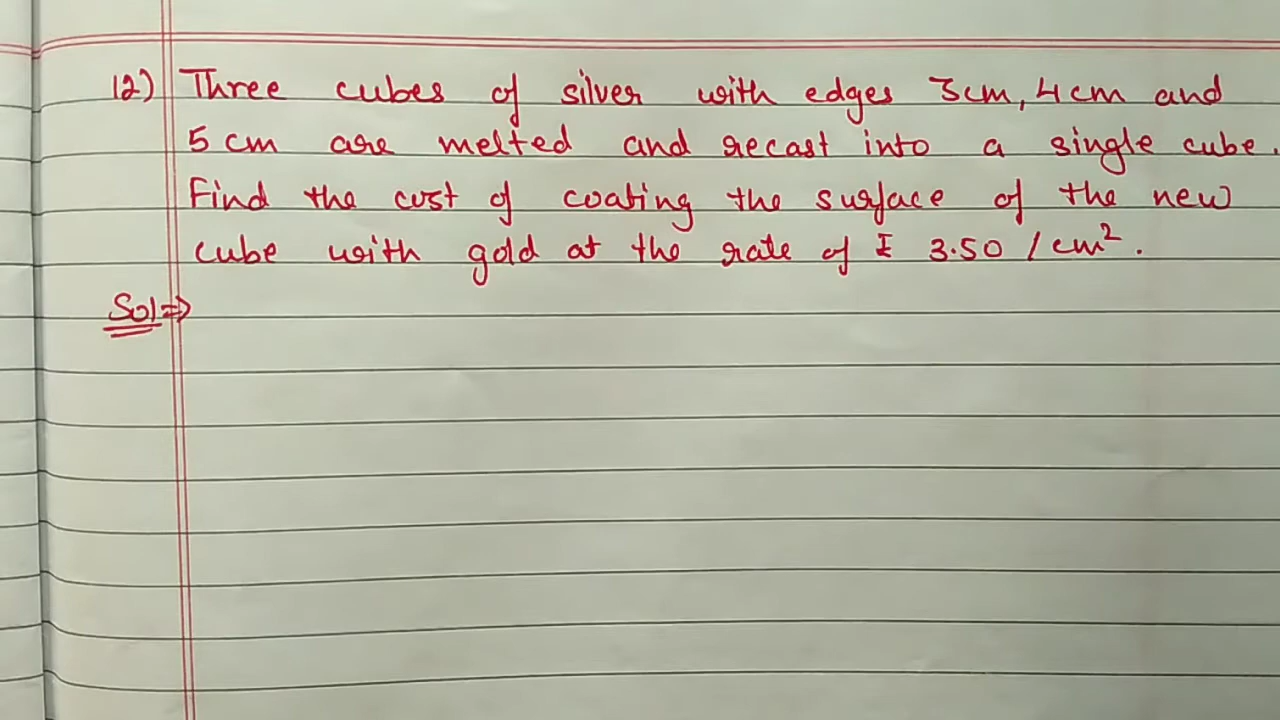 12) Three cubes of silver with edges 3cm, 4cm and
5 cm are melted and recast into a single cube.
Find the cost of coating the surface of the new
cube with gold at the rate of ₹ 3.50 / cm².
Sol ⇒